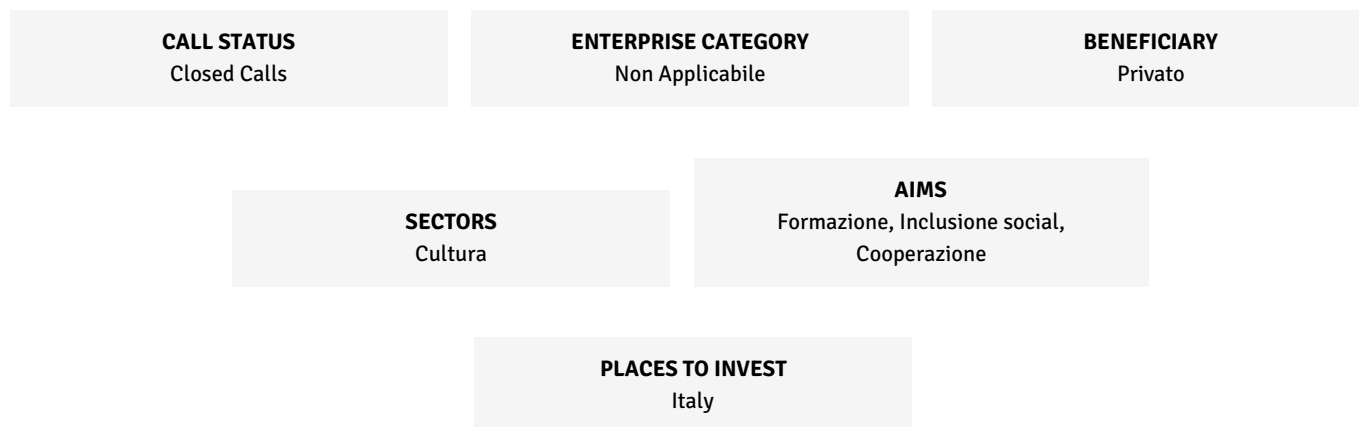 CALL STATUS
Closed Calls
ENTERPRISE CATEGORY
Non Applicabile
BENEFICIARY
Privato
SECTORS
Cultura
AIMS
Formazione, Inclusione social,
Cooperazione
PLACES TO INVEST
Italy